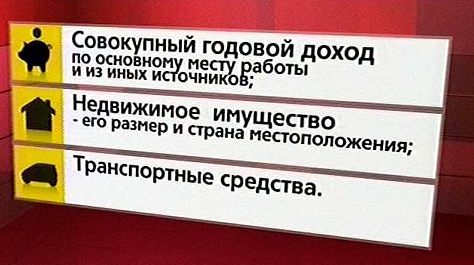 Совокупный годовой доход
по основному месту работы
и из иных источников;
Недвижимое имущество
- его размер и страна местоположения;
Транспортные средства.